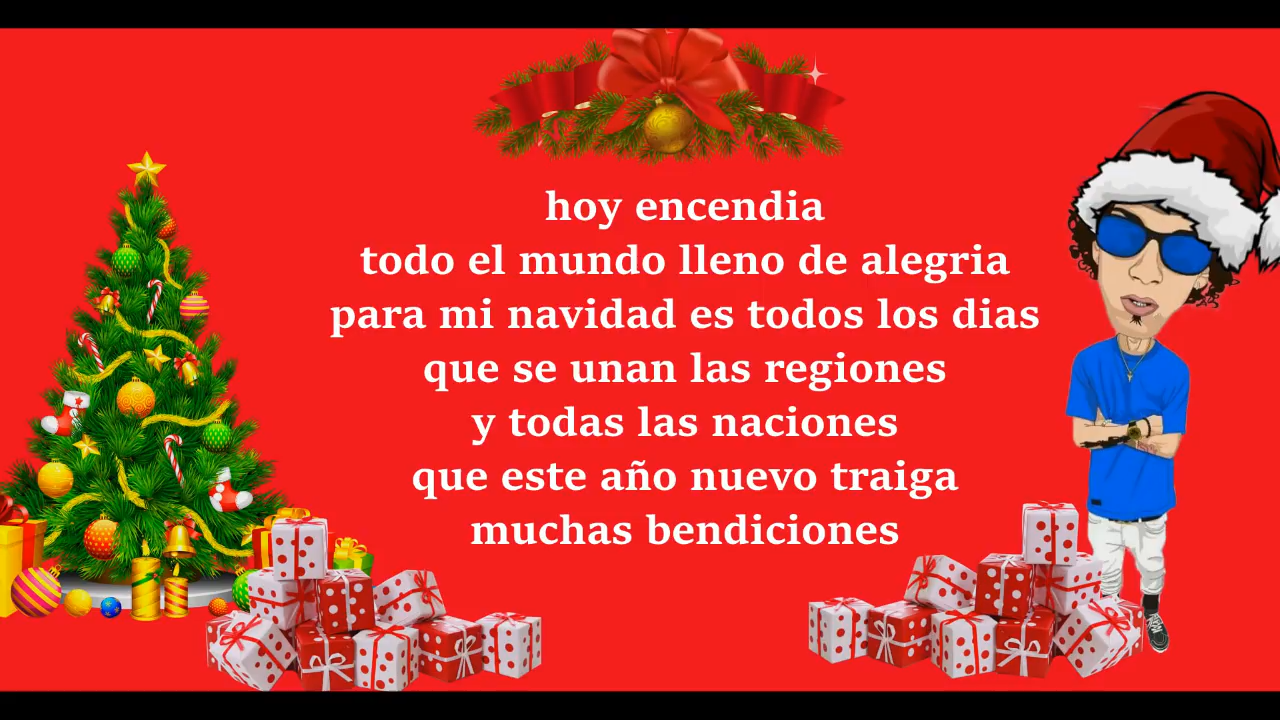 hoy encendia
todo el mundo lleno de alegria
para mi navidad es todos los dias
que se unan las regiones
y todas las naciones
que este año nuevo traiga
muchas bendiciones